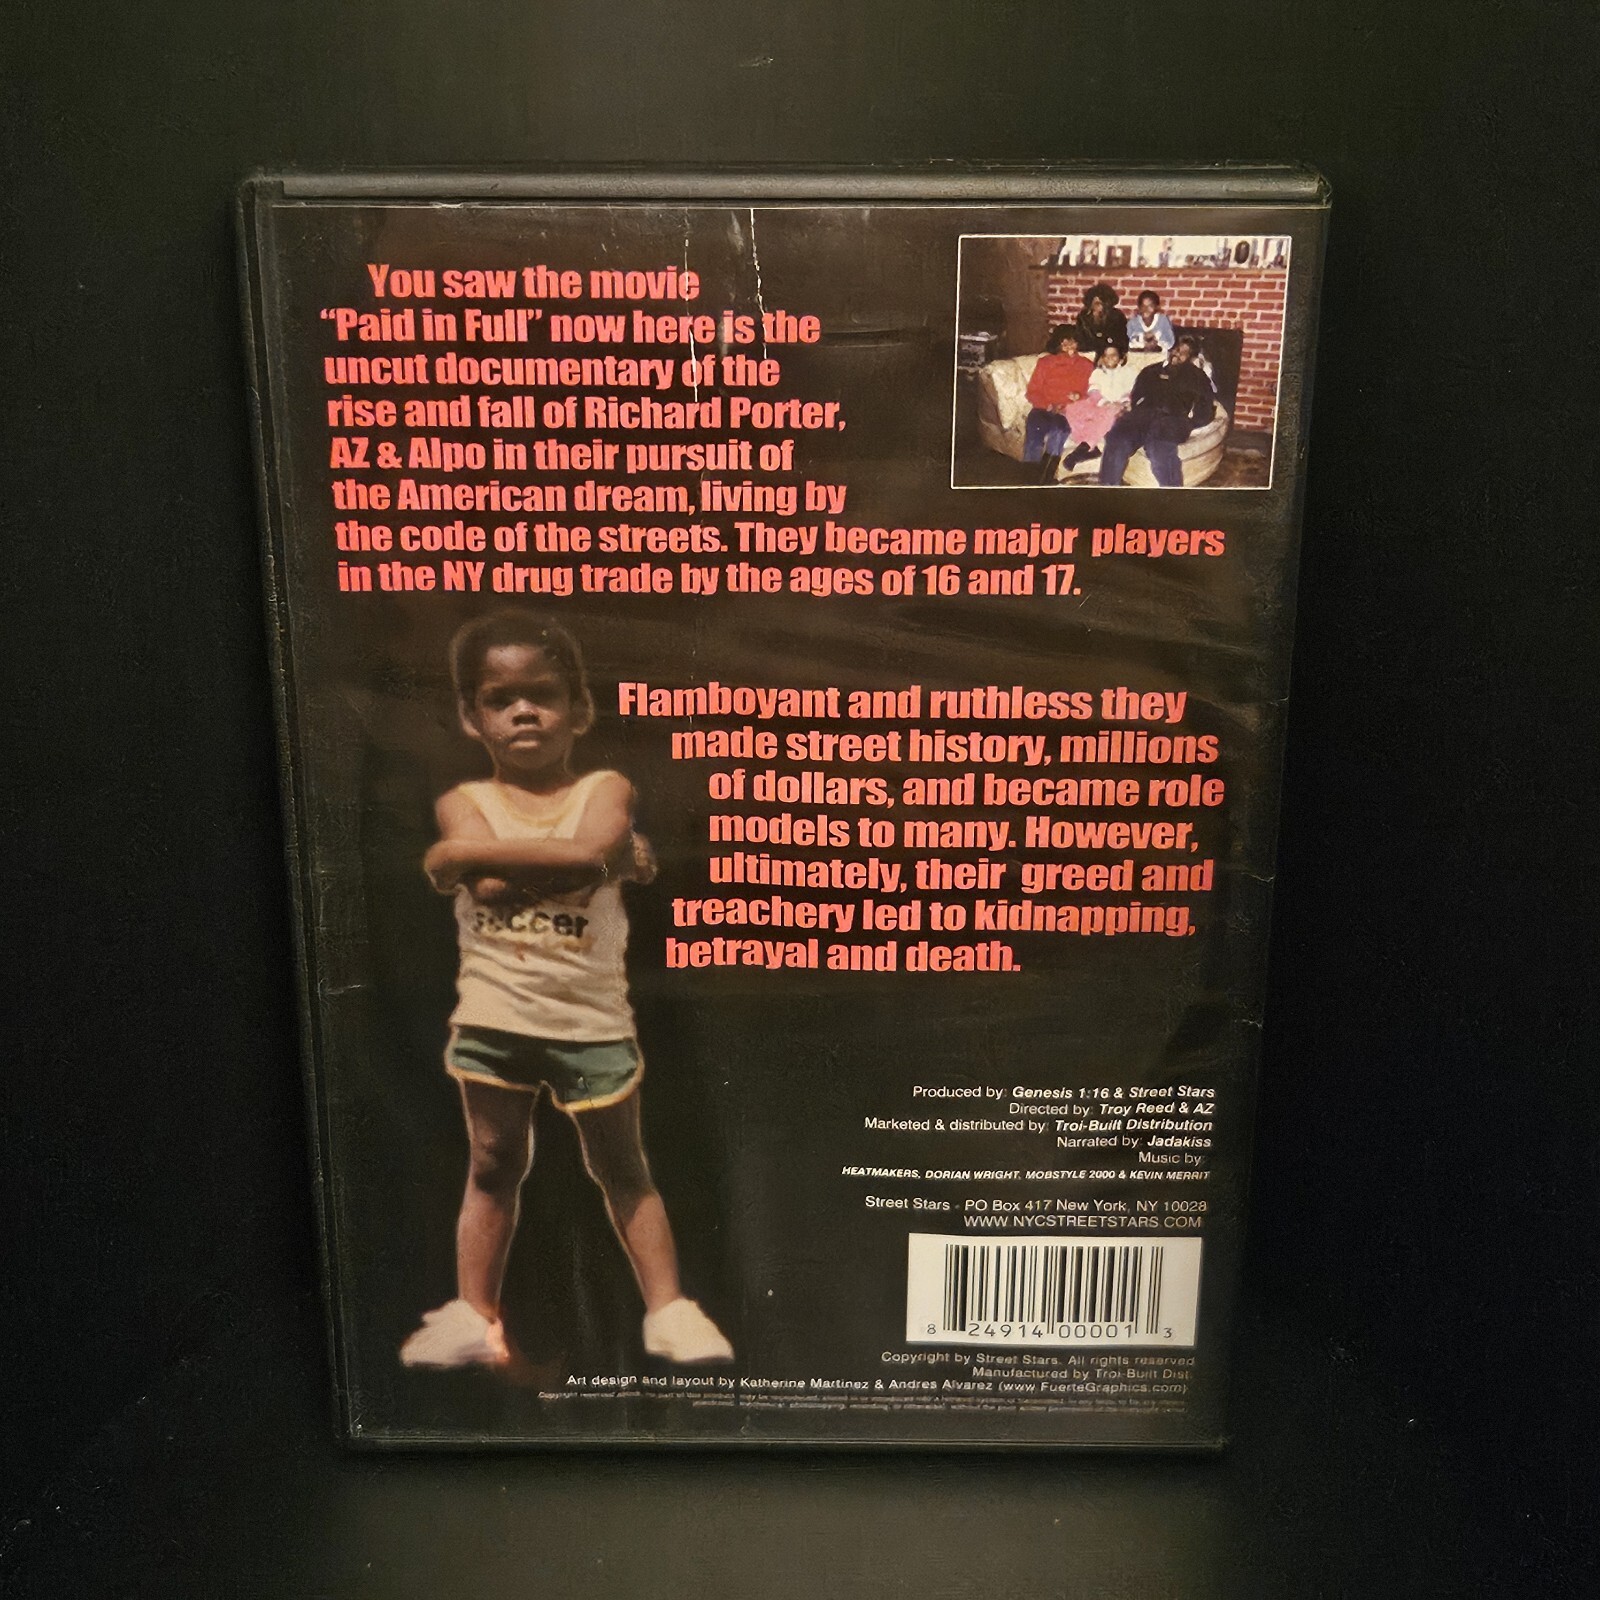 You saw the movie
“Paid in Full” now here is the
uncut documentary of the
rise and fall of Richard Porter,
AZ & Alpo in their pursuit of
the American dream, living by
the code of the streets. They became major players
in the NY drug trade by the ages of 16 and 17.
Flamboyant and ruthless they
made street history, millions
of dollars, and became role
models to many. However,
ultimately, their greed and
treachery led to kidnapping,
betrayal and death.
soccer
Produced by: Genesis 1:16 & Street Stars
Directed by: Troy Reed & AZ
Marketed & distributed by: Troi-Built Distribution
Narrated by: Jadakiss
Music by:
HEATMAKERS, DORIAN WRIGHT, MOBSTYLE 2000 & KEVIN MERRIT
Street Stars - PO Box 417 New York, NY 10028
WWW.NYCSTREETSTARS.COM
8 24914 00001 3
Copyright by Street Stars. All rights reserved
Manufactured by Troi-Built Dist.
Art design and layout by Katherine Martinez & Andres Alvarez (www.FuerteGraphics.com)